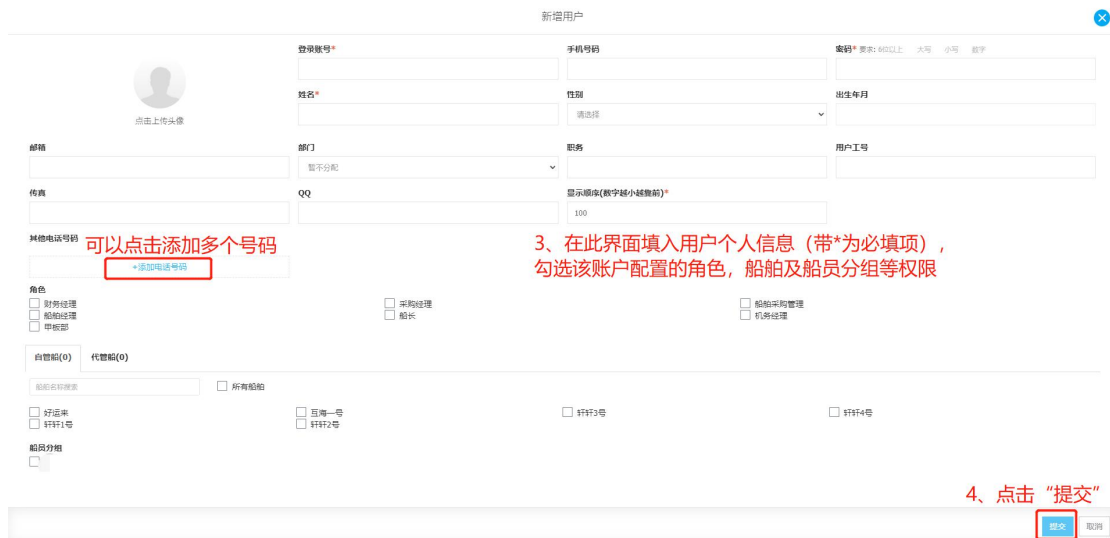 新增用户
登录账号*
手机号码
密码* 要求: 6位以上 大写 小写 数字
点击上传头像
姓名*
性别
出生年月
请选择
邮箱
部门
职务
用户工号
暂不分配
传真
QQ
显示顺序(数字越小越靠前)*
100
其他电话号码
可以点击添加多个号码
+添加电话号码
3、在此界面填入用户个人信息（带*为必填项），
勾选该账户配置的角色，船舶及船员分组等权限
角色
财务经理
采购经理
船舶采购管理
船舶经理
船长
机务经理
甲板部
自管船(0)
代管船(0)
船舶名称搜索
所有船舶
好运来
互海一号
轩轩3号
轩轩4号
轩轩1号
轩轩2号
船员分组
4、点击“提交”
提交
取消